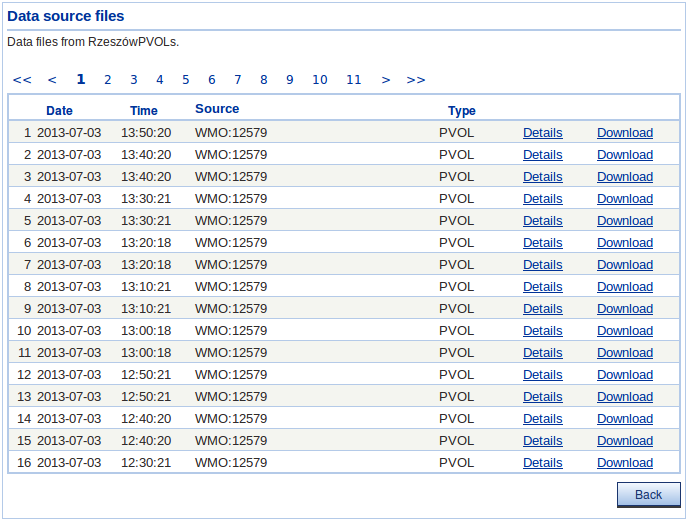 Data source files
Data files from RzeszówPVOLs.
<< < 1 2 3 4 5 6 7 8 9 10 11 > >>
Date Time Source Type
1 2013-07-03 13:50:20 WMO:12579 PVOL Details Download
2 2013-07-03 13:40:20 WMO:12579 PVOL Details Download
3 2013-07-03 13:40:20 WMO:12579 PVOL Details Download
4 2013-07-03 13:30:21 WMO:12579 PVOL Details Download
5 2013-07-03 13:30:21 WMO:12579 PVOL Details Download
6 2013-07-03 13:20:18 WMO:12579 PVOL Details Download
7 2013-07-03 13:20:18 WMO:12579 PVOL Details Download
8 2013-07-03 13:10:21 WMO:12579 PVOL Details Download
9 2013-07-03 13:10:21 WMO:12579 PVOL Details Download
10 2013-07-03 13:00:18 WMO:12579 PVOL Details Download
11 2013-07-03 13:00:18 WMO:12579 PVOL Details Download
12 2013-07-03 12:50:21 WMO:12579 PVOL Details Download
13 2013-07-03 12:50:21 WMO:12579 PVOL Details Download
14 2013-07-03 12:40:20 WMO:12579 PVOL Details Download
15 2013-07-03 12:40:20 WMO:12579 PVOL Details Download
16 2013-07-03 12:30:21 WMO:12579 PVOL Details Download
Back